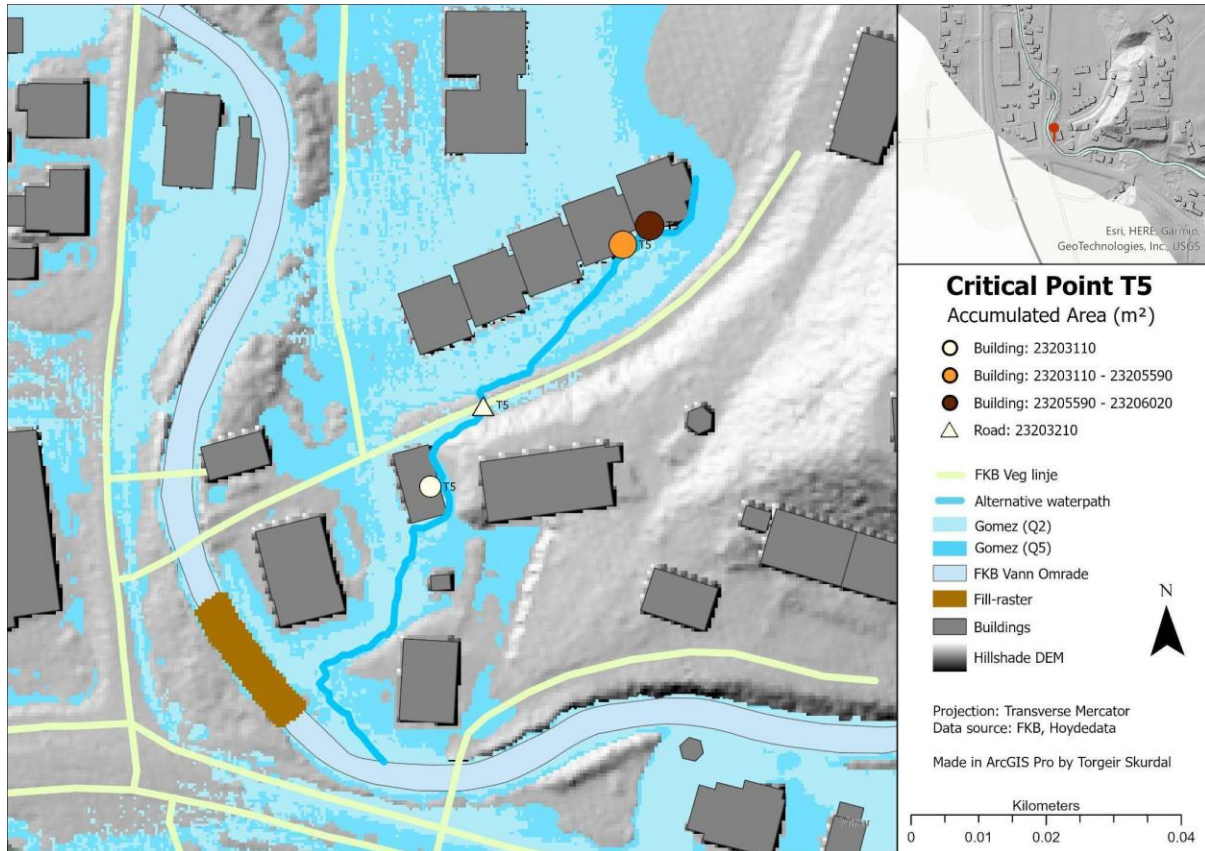 T5
T5
T5
T5
Esri, HERE, Garmin,
GeoTechnologies, Inc., USGS
Critical Point T5
Accumulated Area (m²)
Building: 23203110
Building: 23203110 - 23205590
Building: 23205590 - 23206020
Road: 23203210
FKB Veg linje
Alternative waterpath
Gomez (Q2)
Gomez (Q5)
FKB Vann Omrade
Fill-raster
Buildings
Hillshade DEM
N
Projection: Transverse Mercator
Data source: FKB, Hoydedata
Made in ArcGIS Pro by Torgeir Skurdal
Kilometers
0 0.01 0.02 0.04